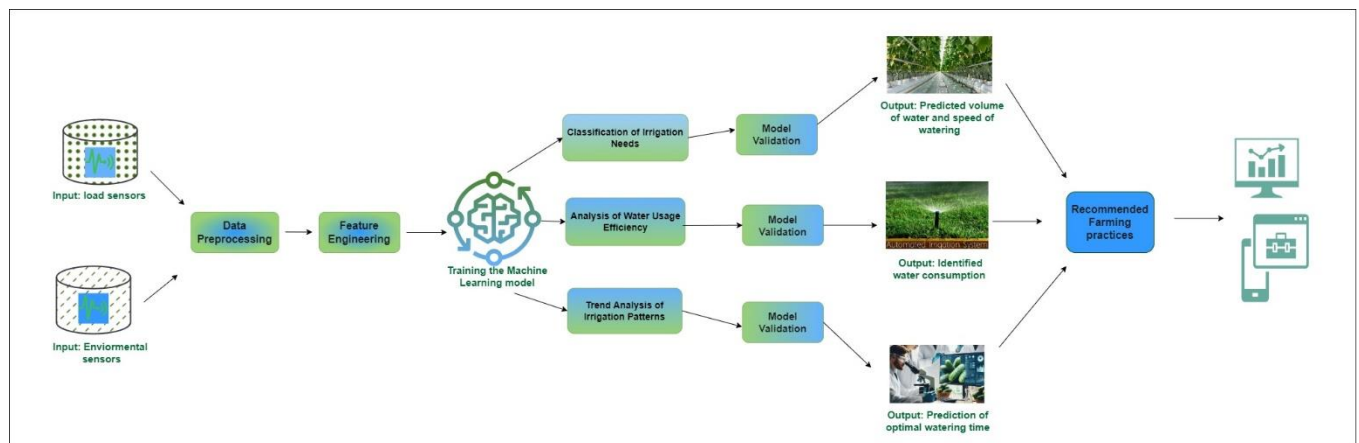 Input: load sensors
Input: Enviormental
sensors
Data
Preprocessing
Feature
Engineering
Training the Machine
Learning model
Classification of Irrigation
Needs
Model
Validation
Output: Predicted volume
of water and speed of
watering
Analysis of Water Usage
Efficiency
Model
Validation
Automated Irrigation System
Output: Identified
water consumption
Trend Analysis of
Irrigation Patterns
Model
Validation
Output: Prediction of
optimal watering time
Recommended
Farming
practices